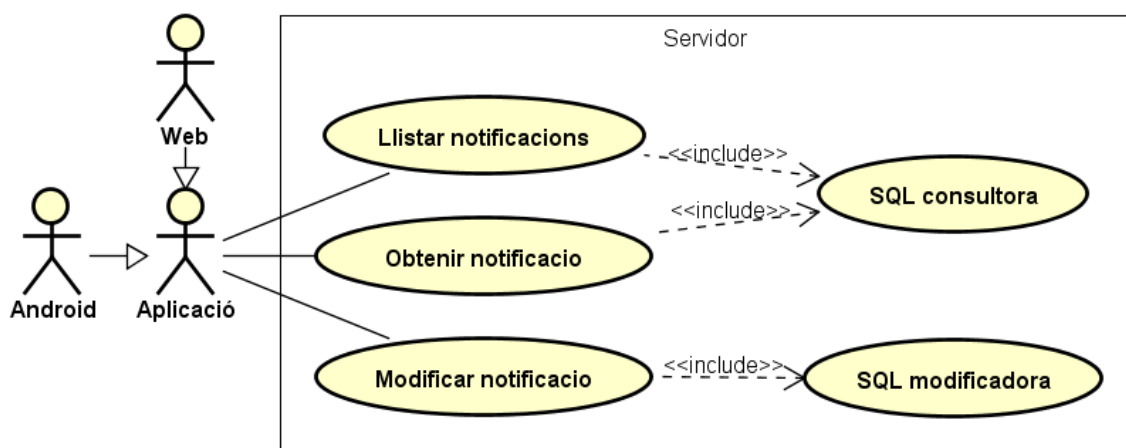 Servidor
Web
Llistar notificacions
<<include>>
SQL consultora
<<include>>
Obtenir notificacio
Android
Aplicació
Modificar notificacio
<<include>>
SQL modificadora